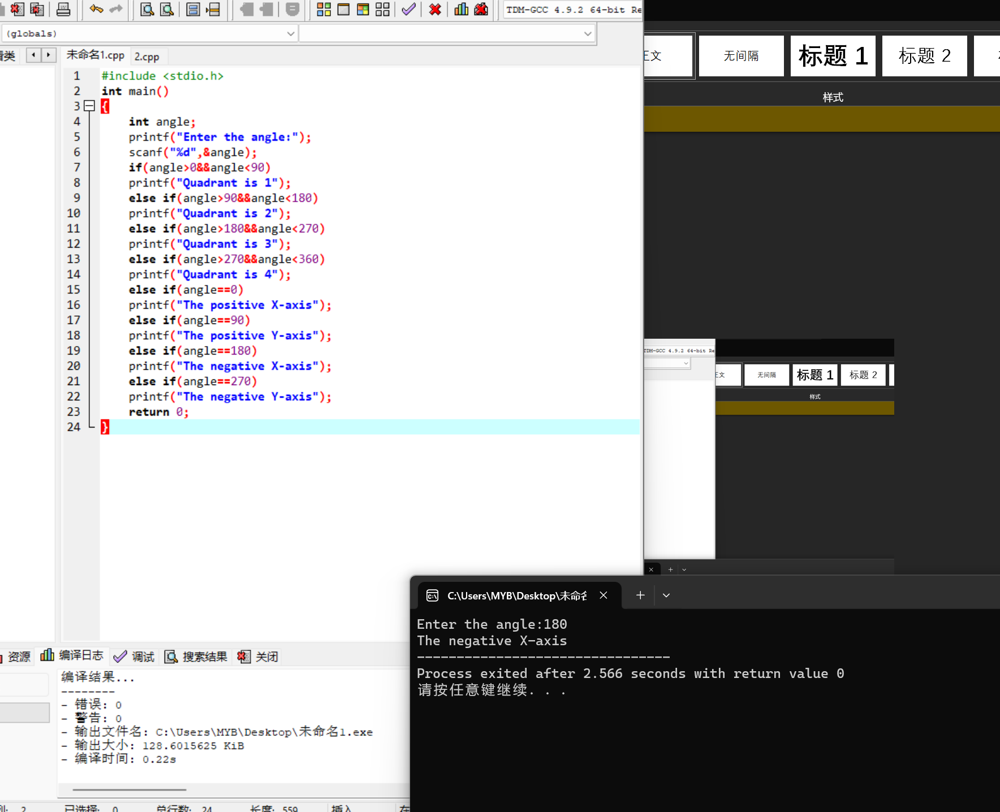 TDM-GCC 4.9.2 64-bit Re
(globals)
未命名1.cpp 2.cpp
1 #include <stdio.h>
2 int main()
3 {
4 int angle;
5 printf("Enter the angle:");
6 scanf("%d",&angle);
7 if(angle>0&&angle<90)
8 printf("Quadrant is 1");
9 else if(angle>90&&angle<180)
10 printf("Quadrant is 2");
11 else if(angle>180&&angle<270)
12 printf("Quadrant is 3");
13 else if(angle>270&&angle<360)
14 printf("Quadrant is 4");
15 else if(angle==0)
16 printf("The positive X-axis");
17 else if(angle==90)
18 printf("The positive Y-axis");
19 else if(angle==180)
20 printf("The negative X-axis");
21 else if(angle==270)
22 printf("The negative Y-axis");
23 return 0;
24 }
正文 无间隔 标题 1 标题 2
样式
TDM-GCC 4.9.2 64-bit Re
正文 无间隔 标题 1 标题 2
样式
资源 编译日志 调试 搜索结果 关闭
编译结果...
--------
- 错误: 0
- 警告: 0
- 输出文件名: C:\Users\MYB\Desktop\未命名1.exe
- 输出大小: 128.6015625 KiB
- 编译时间: 0.22s
2 已选择: 0 总行数: 24 长度: 559 插入 在
C:\Users\MYB\Desktop\未命名
Enter the angle:180
The negative X-axis
--------------------------------
Process exited after 2.566 seconds with return value 0
请按任意键继续. . .